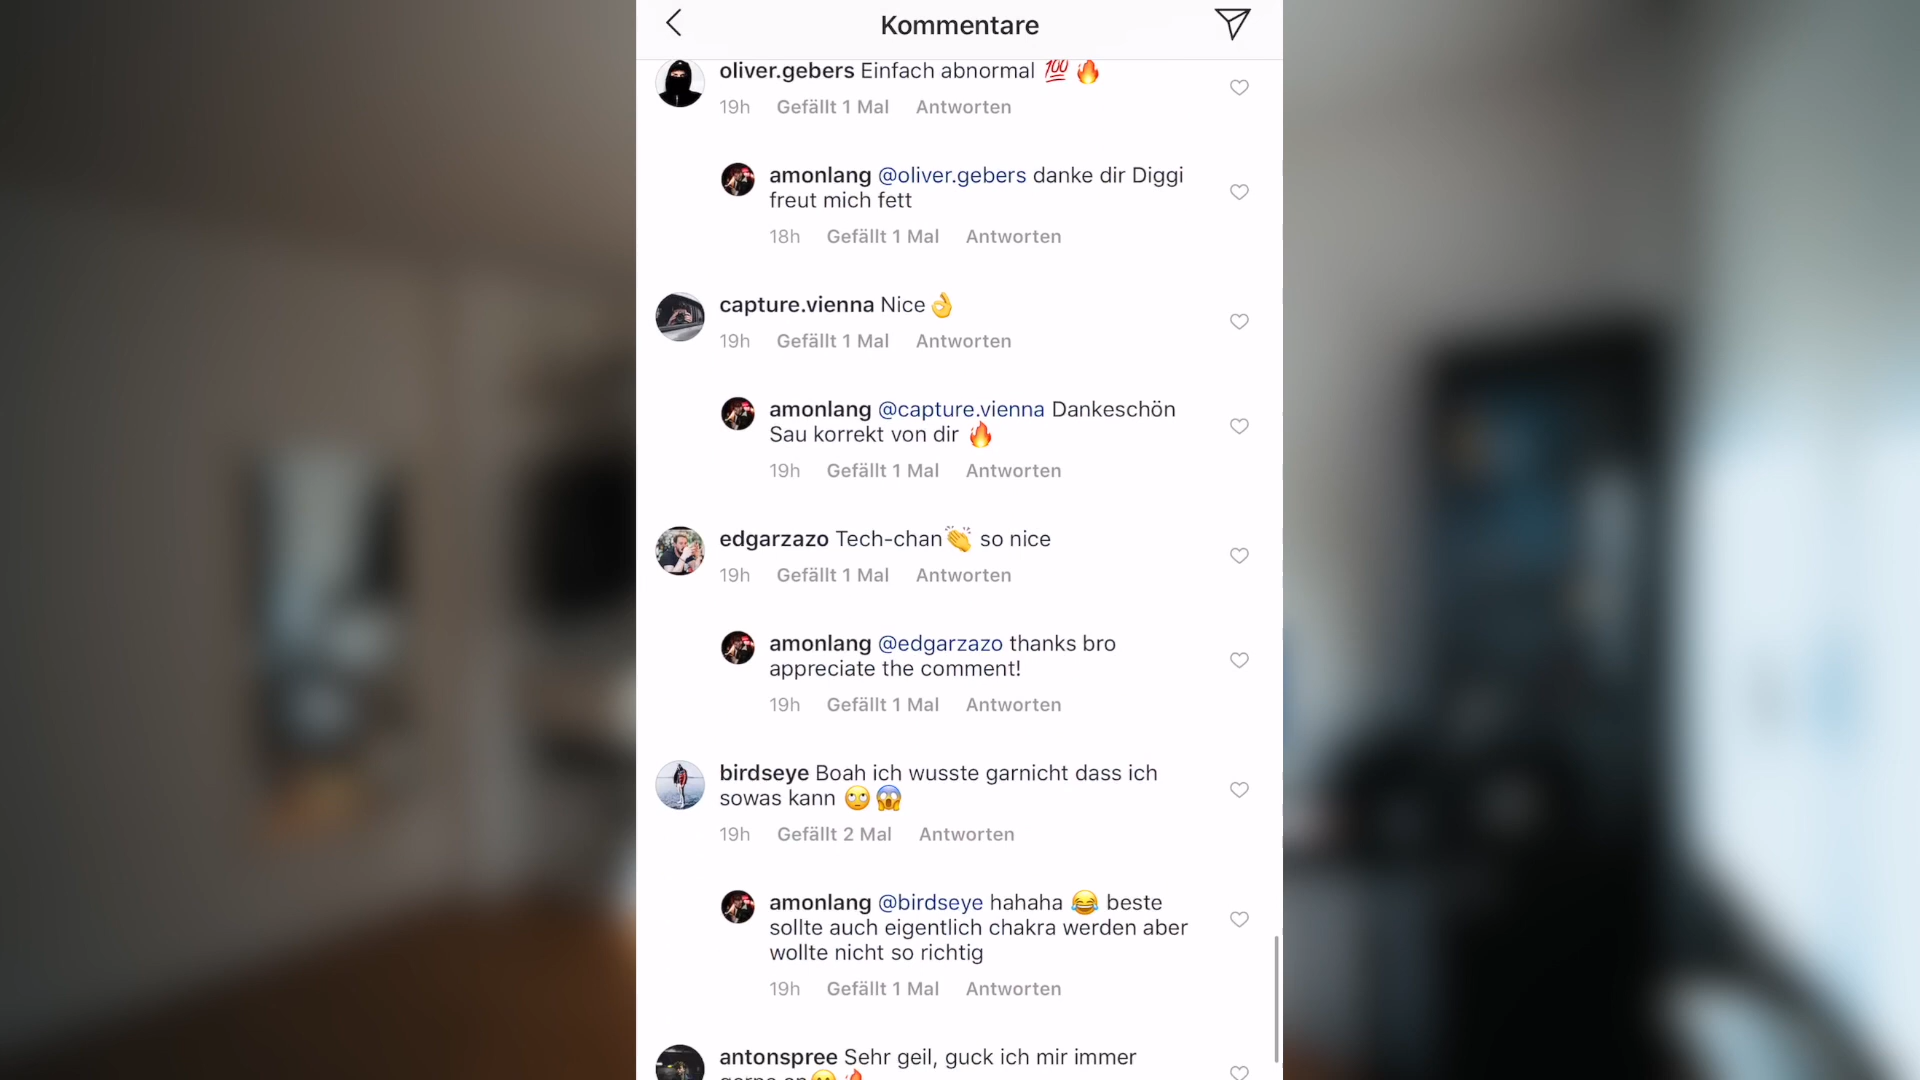 Kommentare
oliver.gebers Einfach abnormal 💯 🔥
19h Gefällt 1 Mal Antworten
amonlang @oliver.gebers danke dir Diggi
freut mich fett
18h Gefällt 1 Mal Antworten
capture.vienna Nice👌
19h Gefällt 1 Mal Antworten
amonlang @capture.vienna Dankeschön
Sau korrekt von dir 🔥
19h Gefällt 1 Mal Antworten
edgarzazo Tech-chan👏 so nice
19h Gefällt 1 Mal Antworten
amonlang @edgarzazo thanks bro
appreciate the comment!
19h Gefällt 1 Mal Antworten
birdseye Boah ich wusste garnicht dass ich
sowas kann 🙄😱
19h Gefällt 2 Mal Antworten
amonlang @birdseye hahaha 😂 beste
sollte auch eigentlich chakra werden aber
wollte nicht so richtig
19h Gefällt 1 Mal Antworten
antonspree Sehr geil, guck ich mir immer